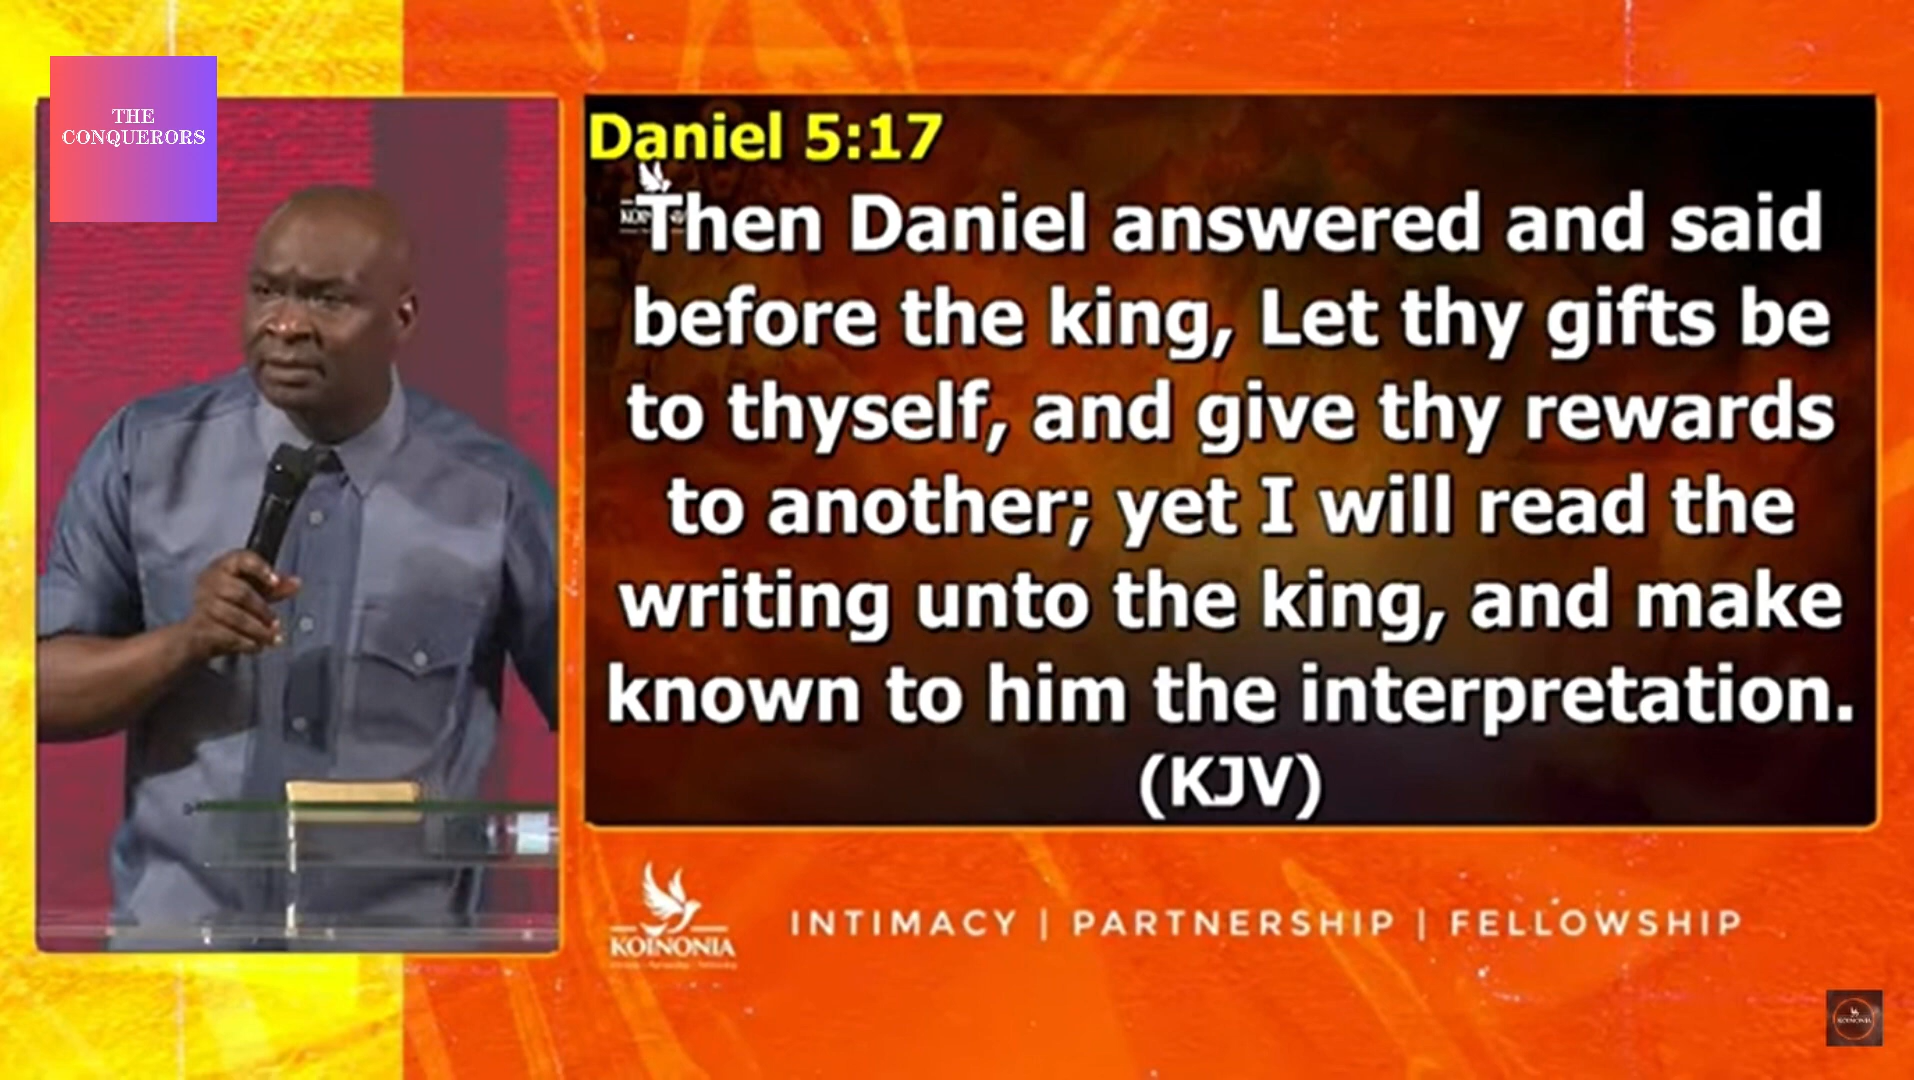 THE
CONQUERORS
Daniel 5:17
Then Daniel answered and said
before the king, Let thy gifts be
to thyself, and give thy rewards
to another; yet I will read the
writing unto the king, and make
known to him the interpretation.
(KJV)
KOINONIA
INTIMACY | PARTNERSHIP | FELLOWSHIP
KOINONIA